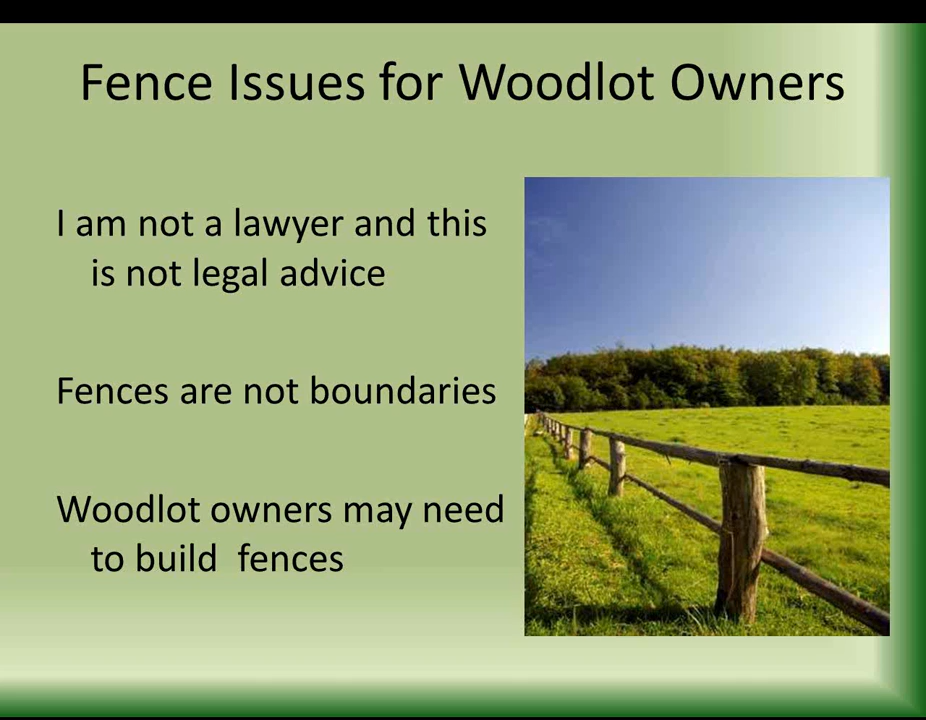 Fence Issues for Woodlot Owners
I am not a lawyer and this
is not legal advice
Fences are not boundaries
Woodlot owners may need
to build  fences